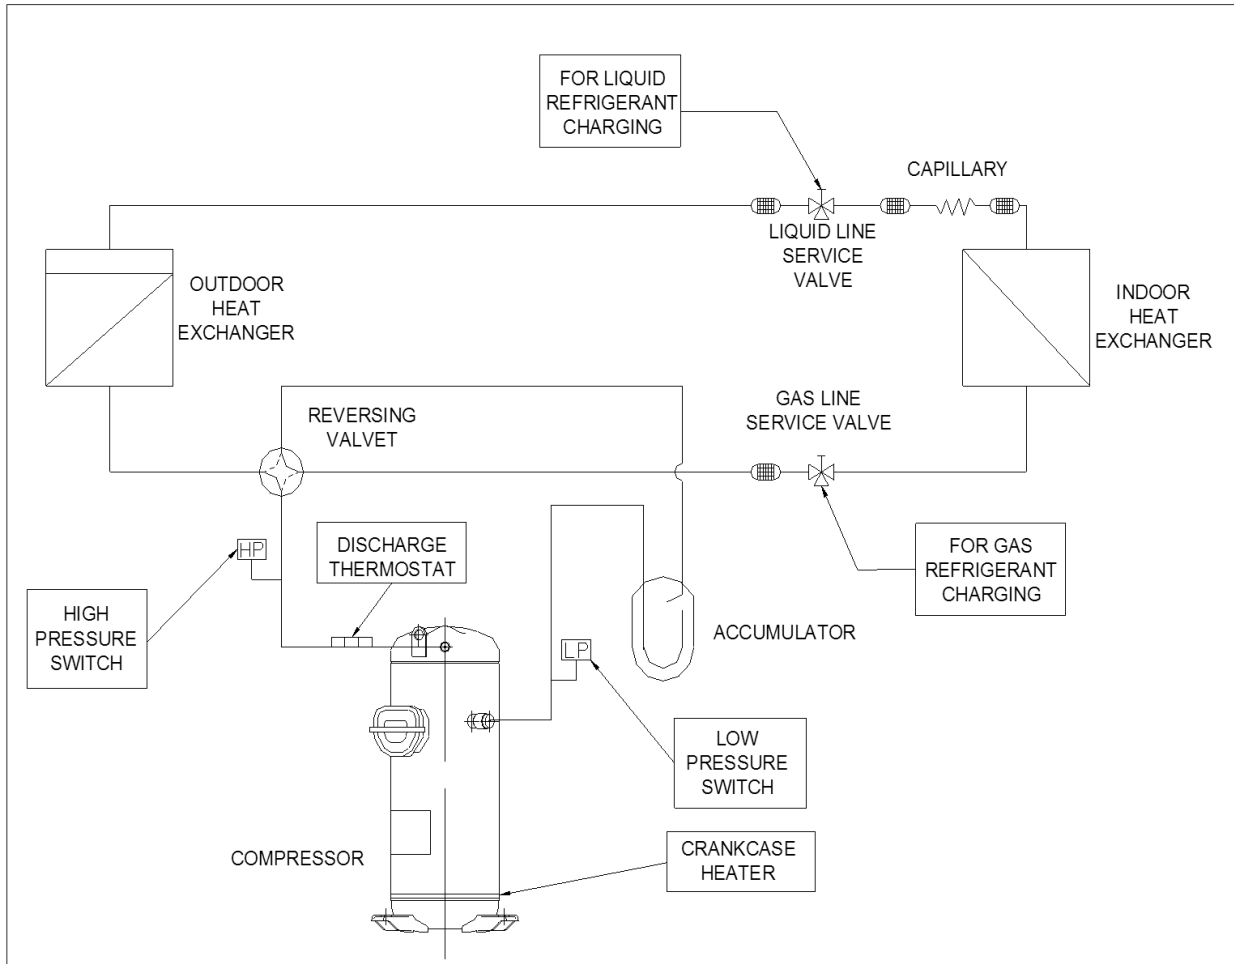 FOR LIQUID
REFRIGERANT
CHARGING
CAPILLARY
LIQUID LINE
SERVICE
VALVE
OUTDOOR
HEAT
EXCHANGER
INDOOR
HEAT
EXCHANGER
REVERSING
VALVET
GAS LINE
SERVICE VALVE
HP
DISCHARGE
THERMOSTAT
FOR GAS
REFRIGERANT
CHARGING
HIGH
PRESSURE
SWITCH
LP
ACCUMULATOR
LOW
PRESSURE
SWITCH
COMPRESSOR
CRANKCASE
HEATER